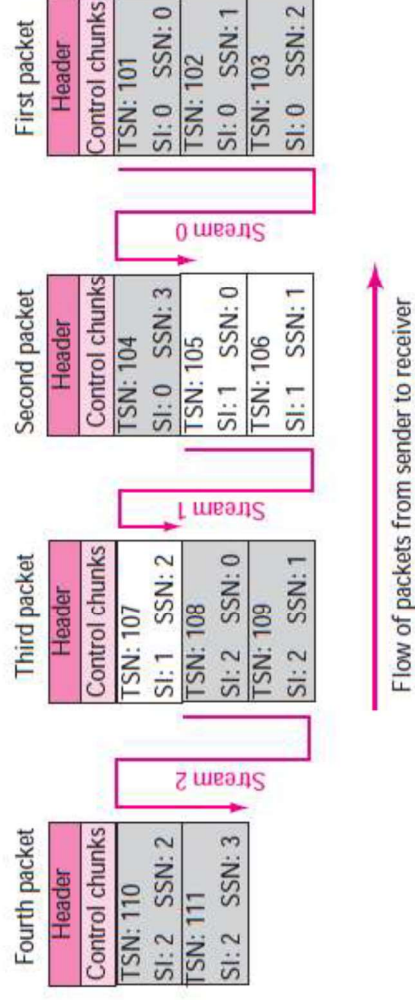 Fourth packet
Header
Control chunks
TSN: 110
SI: 2 SSN: 2
TSN: 111
SI: 2 SSN: 3
Stream 2
Third packet
Header
Control chunks
TSN: 107
SI: 1 SSN: 2
TSN: 108
SI: 2 SSN: 0
TSN: 109
SI: 2 SSN: 1
Stream 1
Second packet
Header
Control chunks
TSN: 104
SI: 0 SSN: 3
TSN: 105
SI: 1 SSN: 0
TSN: 106
SI: 1 SSN: 1
Stream 0
First packet
Header
Control chunks
TSN: 101
SI: 0 SSN: 0
TSN: 102
SI: 0 SSN: 1
TSN: 103
SI: 0 SSN: 2
Flow of packets from sender to receiver